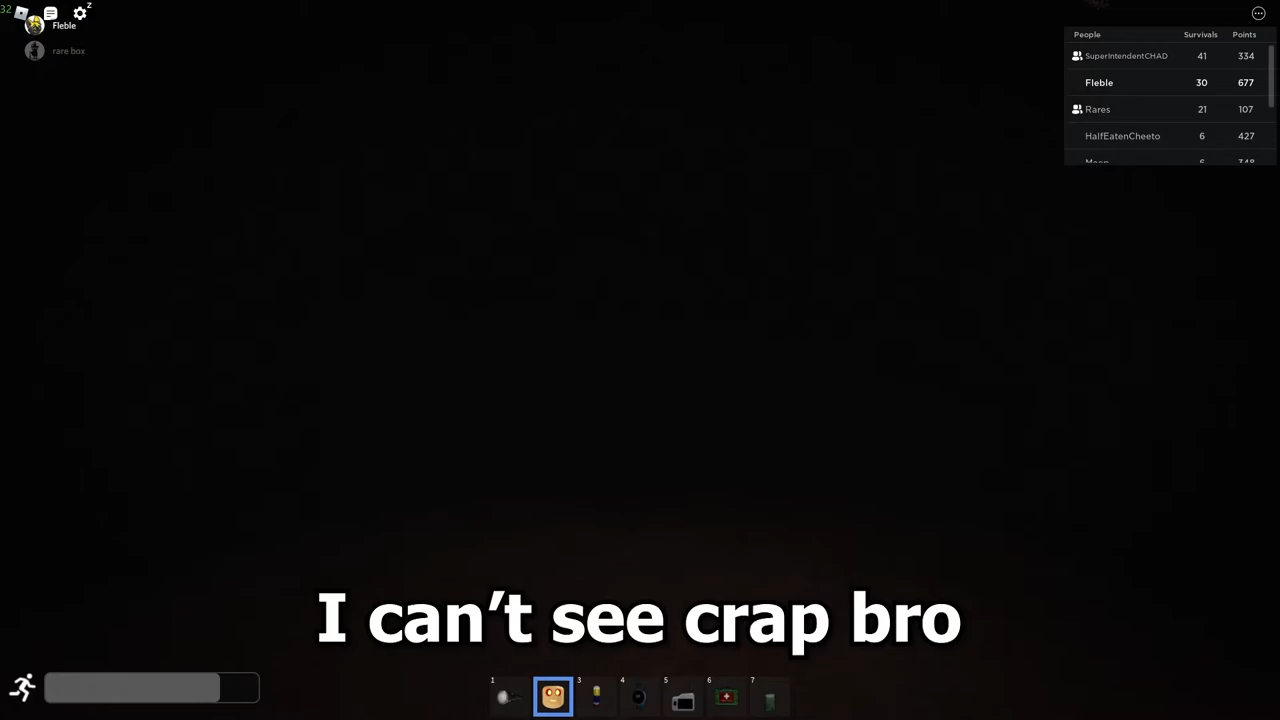 32
z
Fleble
rare box
People Survivals Points
SuperIntendentCHAD 41 334
Fleble 30 677
Rares 21 107
HalfEatenCheeto 6 427
I can't see crap bro
1 3 4 5 6 7